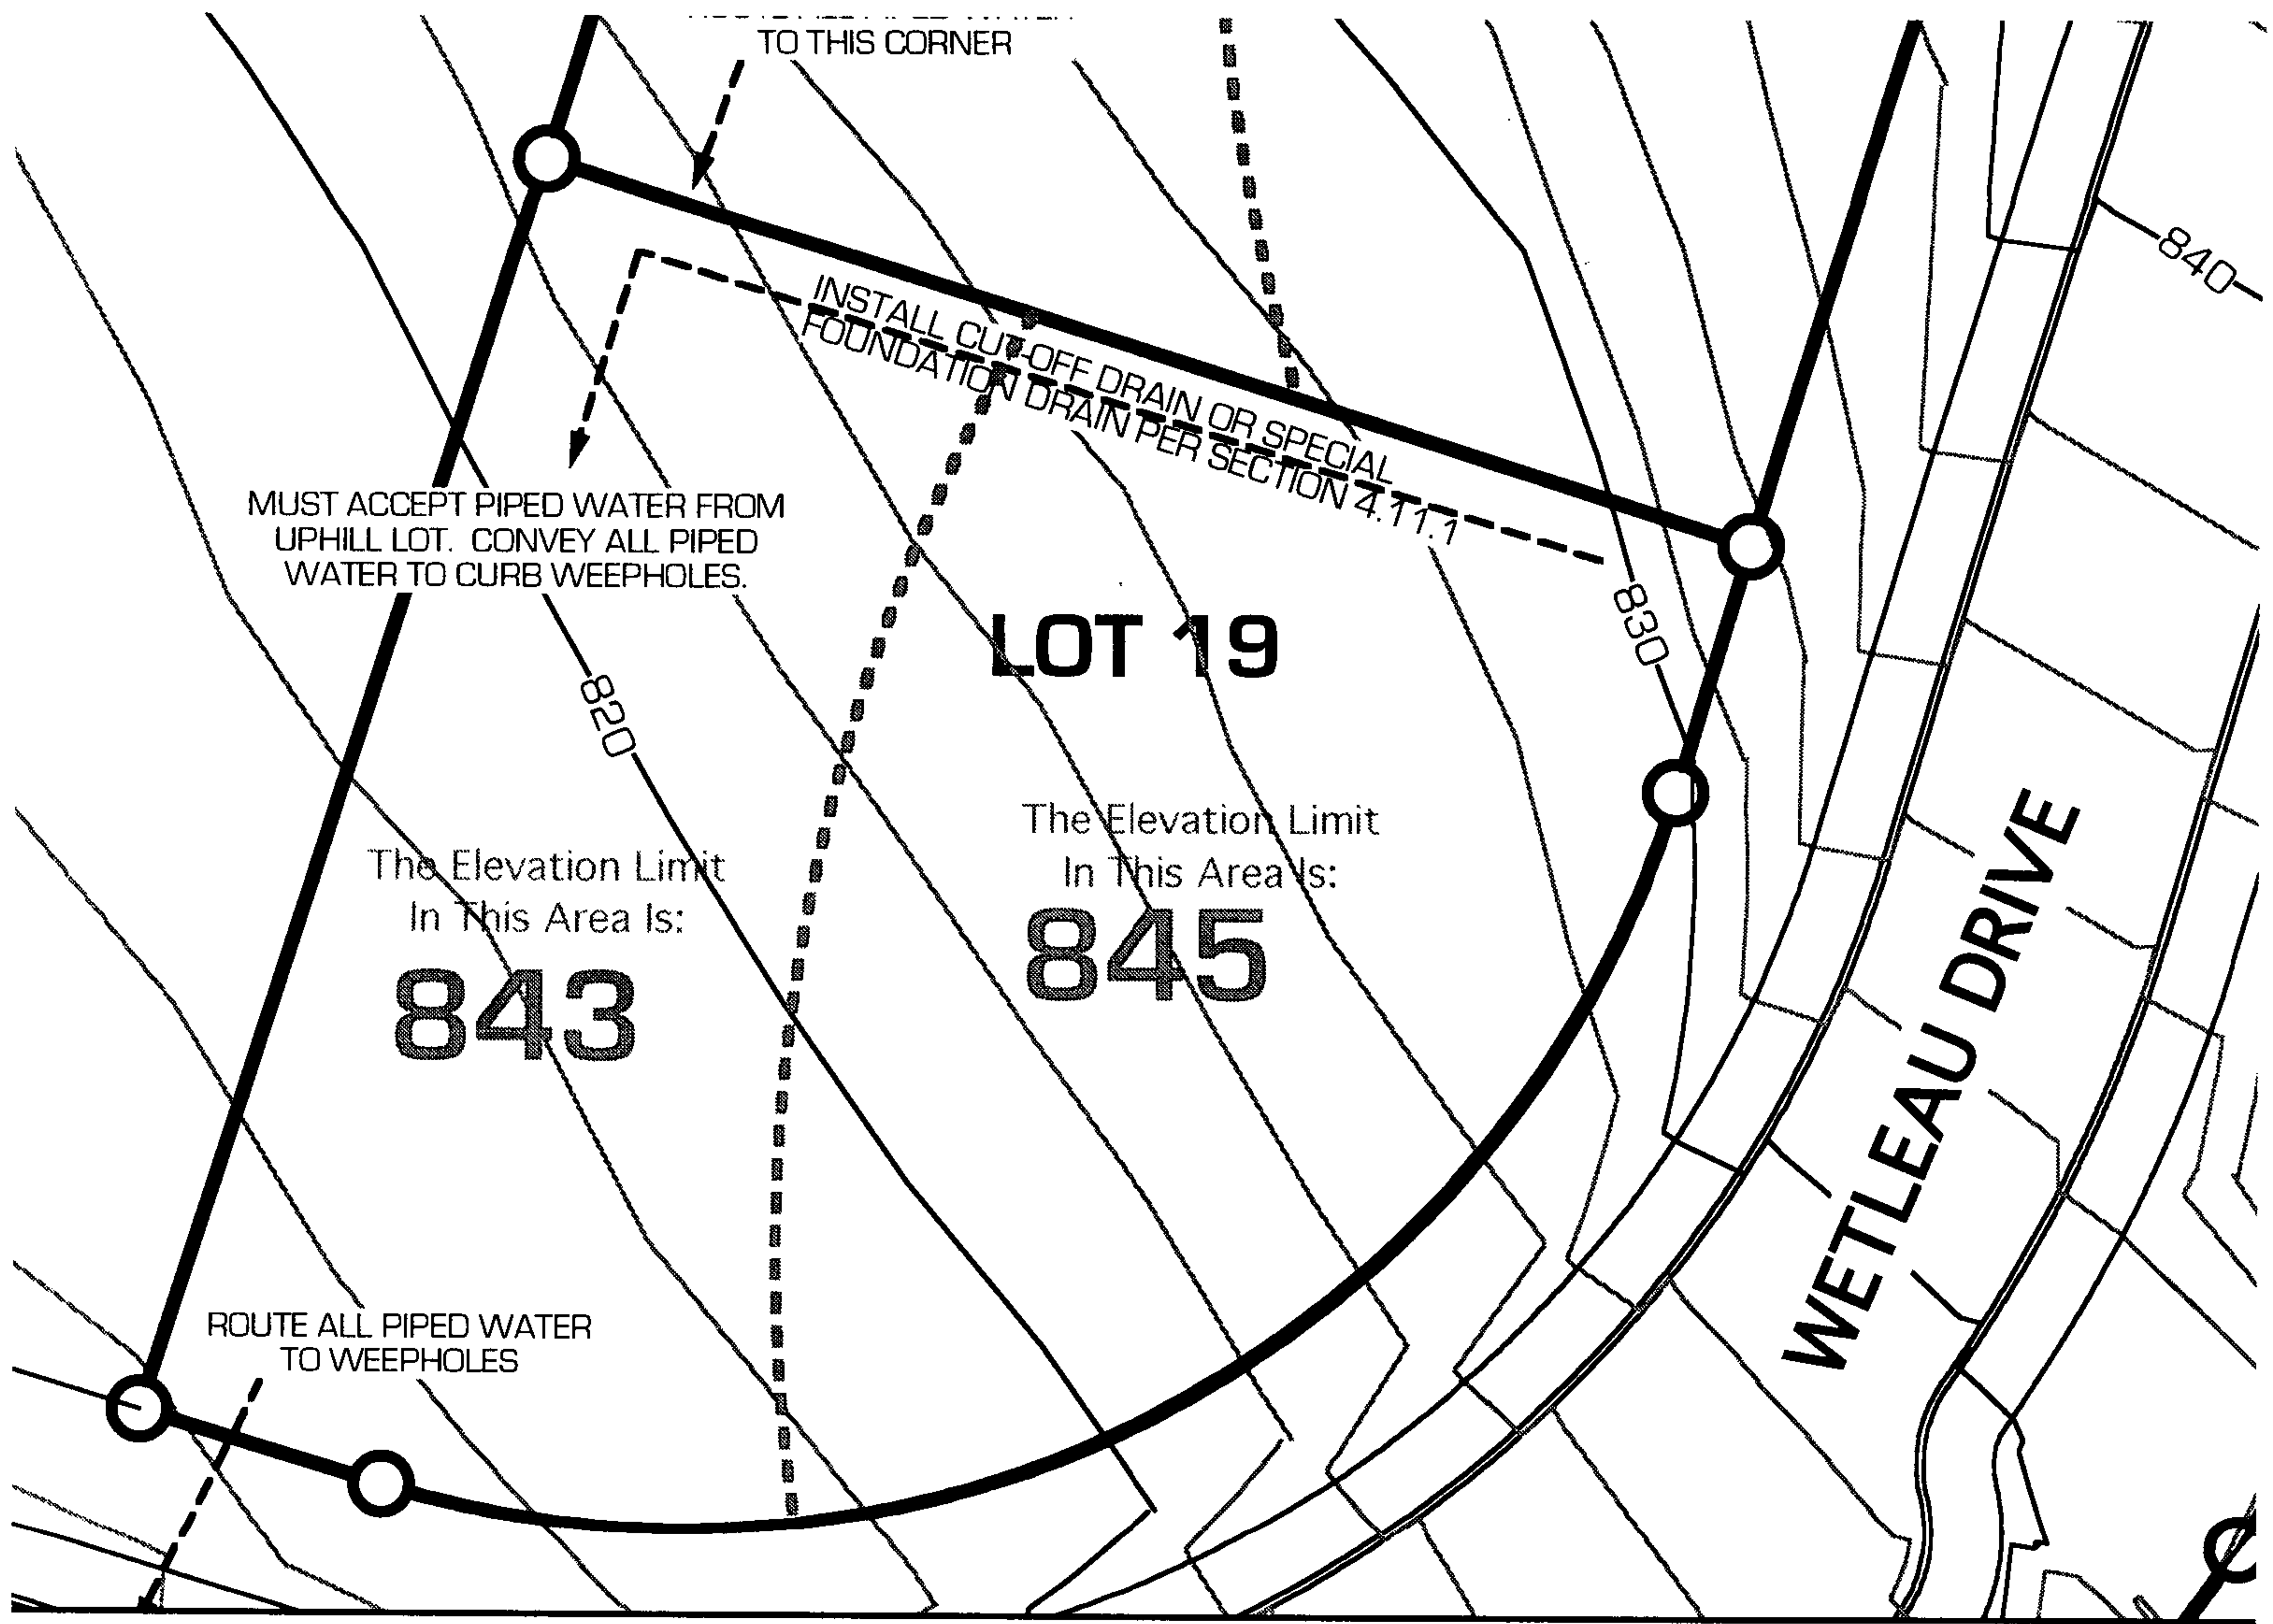 TO THIS CORNER
840
INSTALL CUT-OFF DRAIN OR SPECIAL
FOUNDATION DRAIN PER SECTION 4.11.1
MUST ACCEPT PIPED WATER FROM
UPHILL LOT. CONVEY ALL PIPED
WATER TO CURB WEEPHOLES.
830
LOT 19
820
The Elevation Limit
In This Area Is:
845
The Elevation Limit
In This Area Is:
843
WETLEAU DRIVE
ROUTE ALL PIPED WATER
TO WEEPHOLES